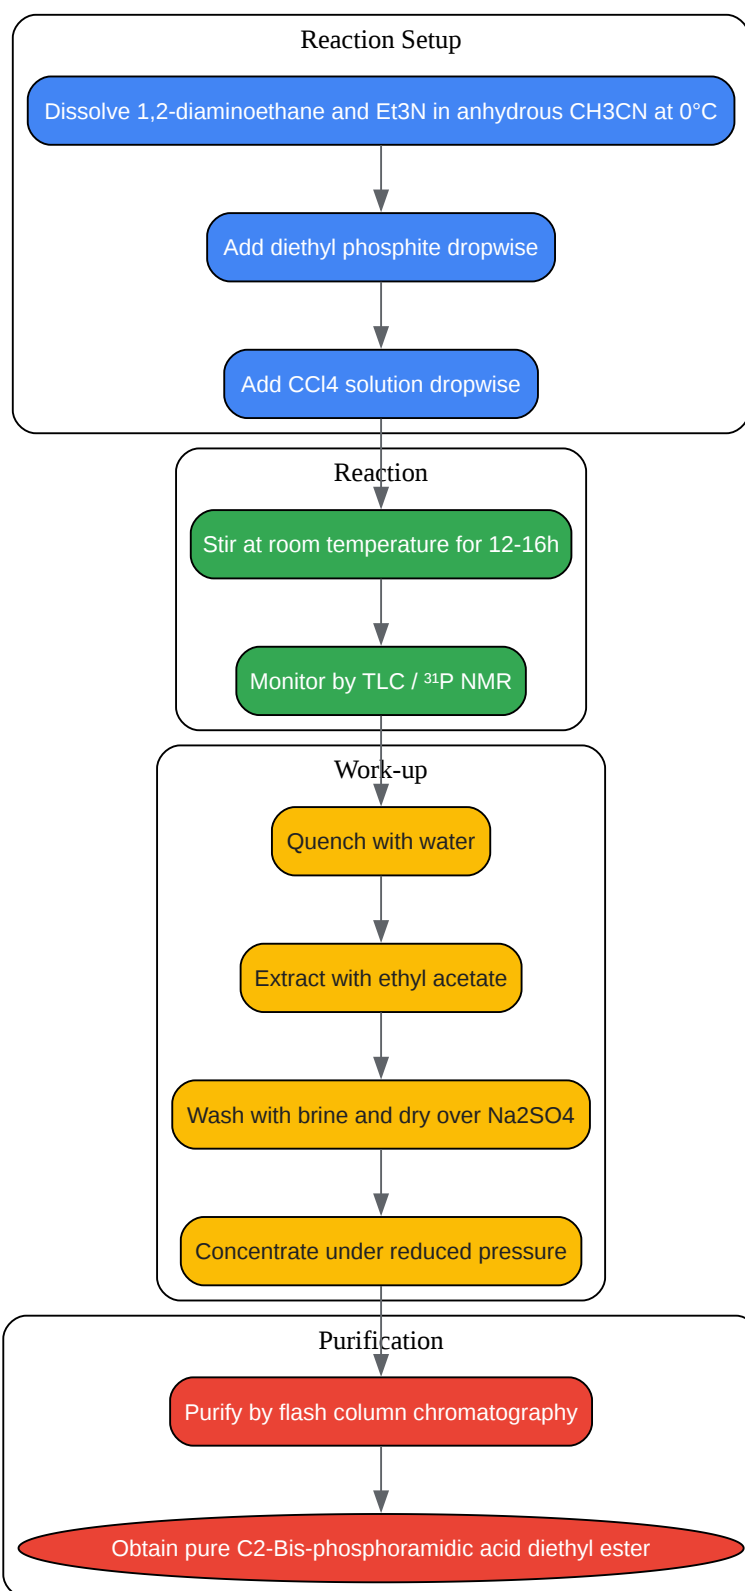 Reaction Setup
Dissolve 1,2-diaminoethane and Et3N in anhydrous CH3CN at 0°C
Add diethyl phosphite dropwise
Add CCl4 solution dropwise
Reaction
Stir at room temperature for 12-16h
Monitor by TLC / ³¹P NMR
Work-up
Quench with water
Extract with ethyl acetate
Wash with brine and dry over Na2SO4
Concentrate under reduced pressure
Purification
Purify by flash column chromatography
Obtain pure C2-Bis-phosphoramidic acid diethyl ester